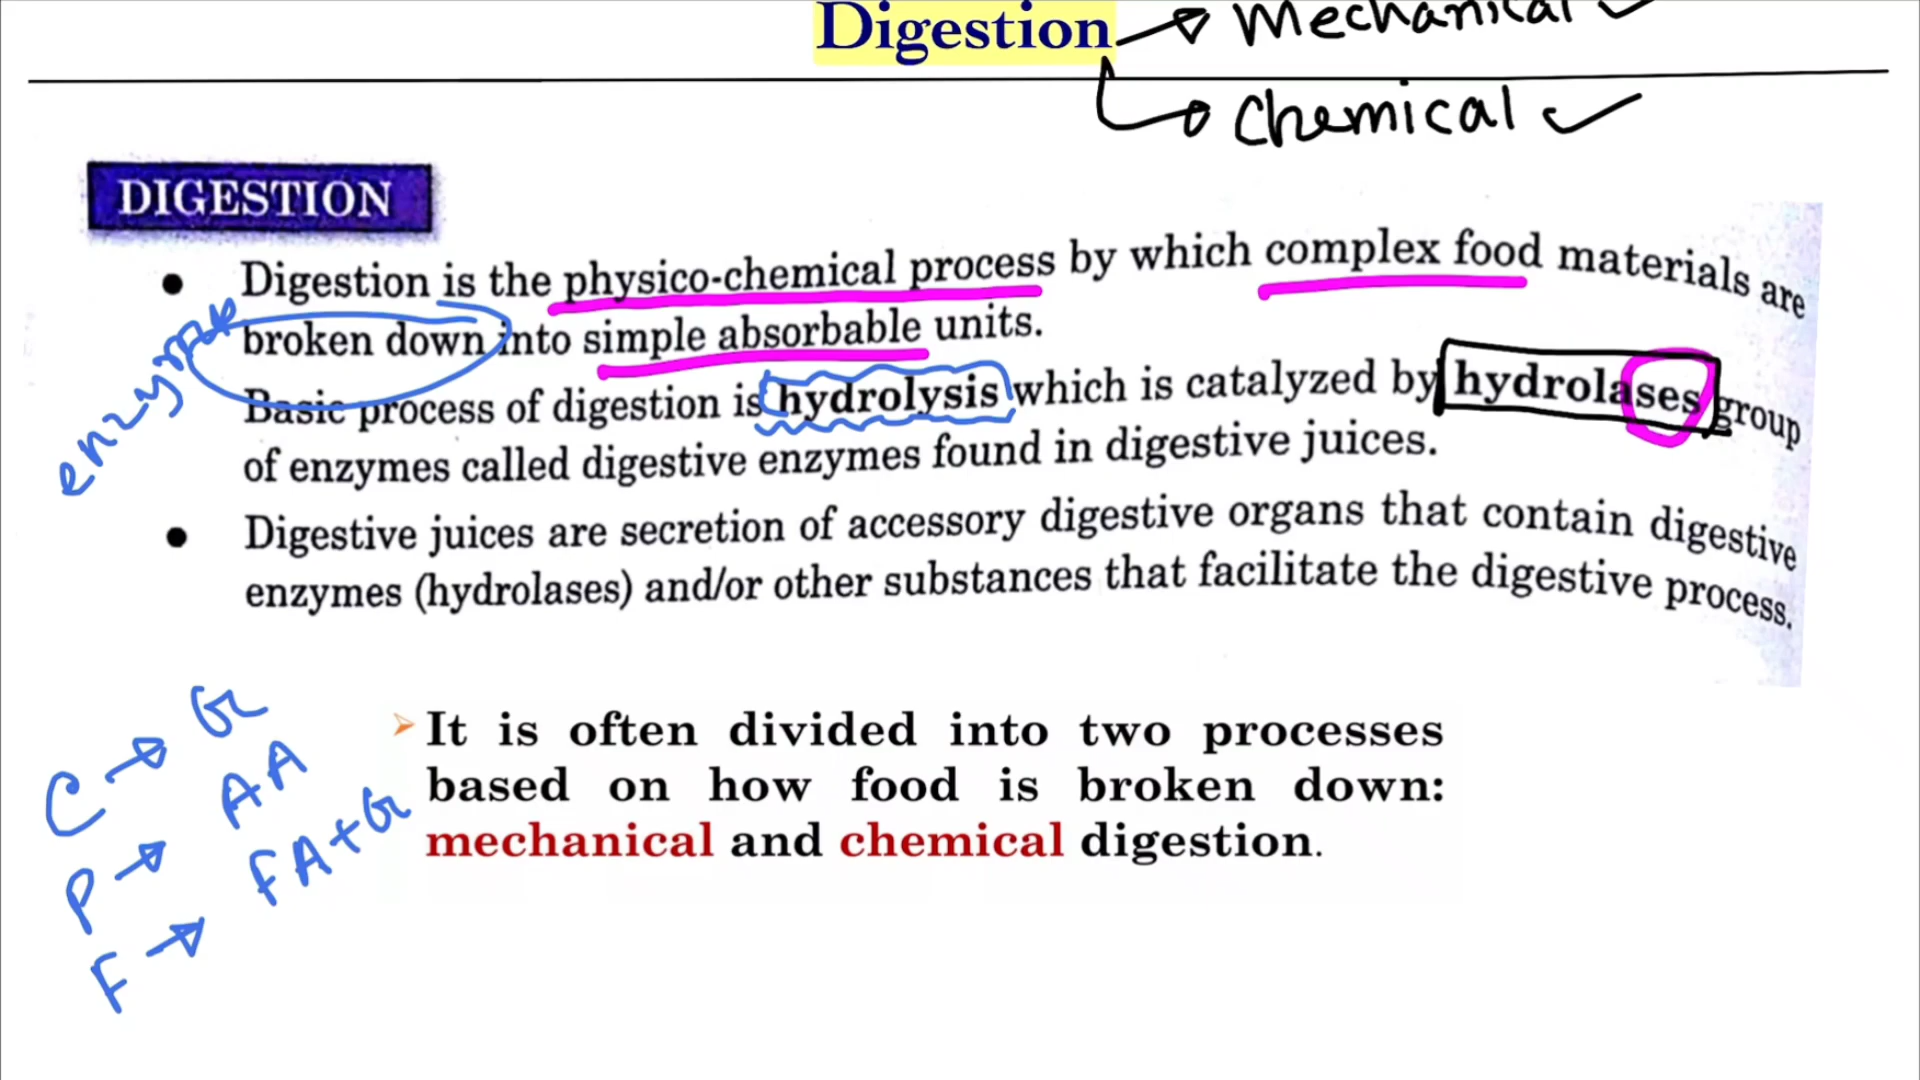 Digestion → Mechanical
→ Chemical
DIGESTION
• Digestion is the physico-chemical process by which complex food materials are
broken down into simple absorbable units.
enzyme
Basic process of digestion is hydrolysis which is catalyzed by hydrolases group
of enzymes called digestive enzymes found in digestive juices.
• Digestive juices are secretion of accessory digestive organs that contain digestive
enzymes (hydrolases) and/or other substances that facilitate the digestive process.
It is often divided into two processes
based on how food is broken down:
mechanical and chemical digestion.
C → G
P → AA
F → FA+G